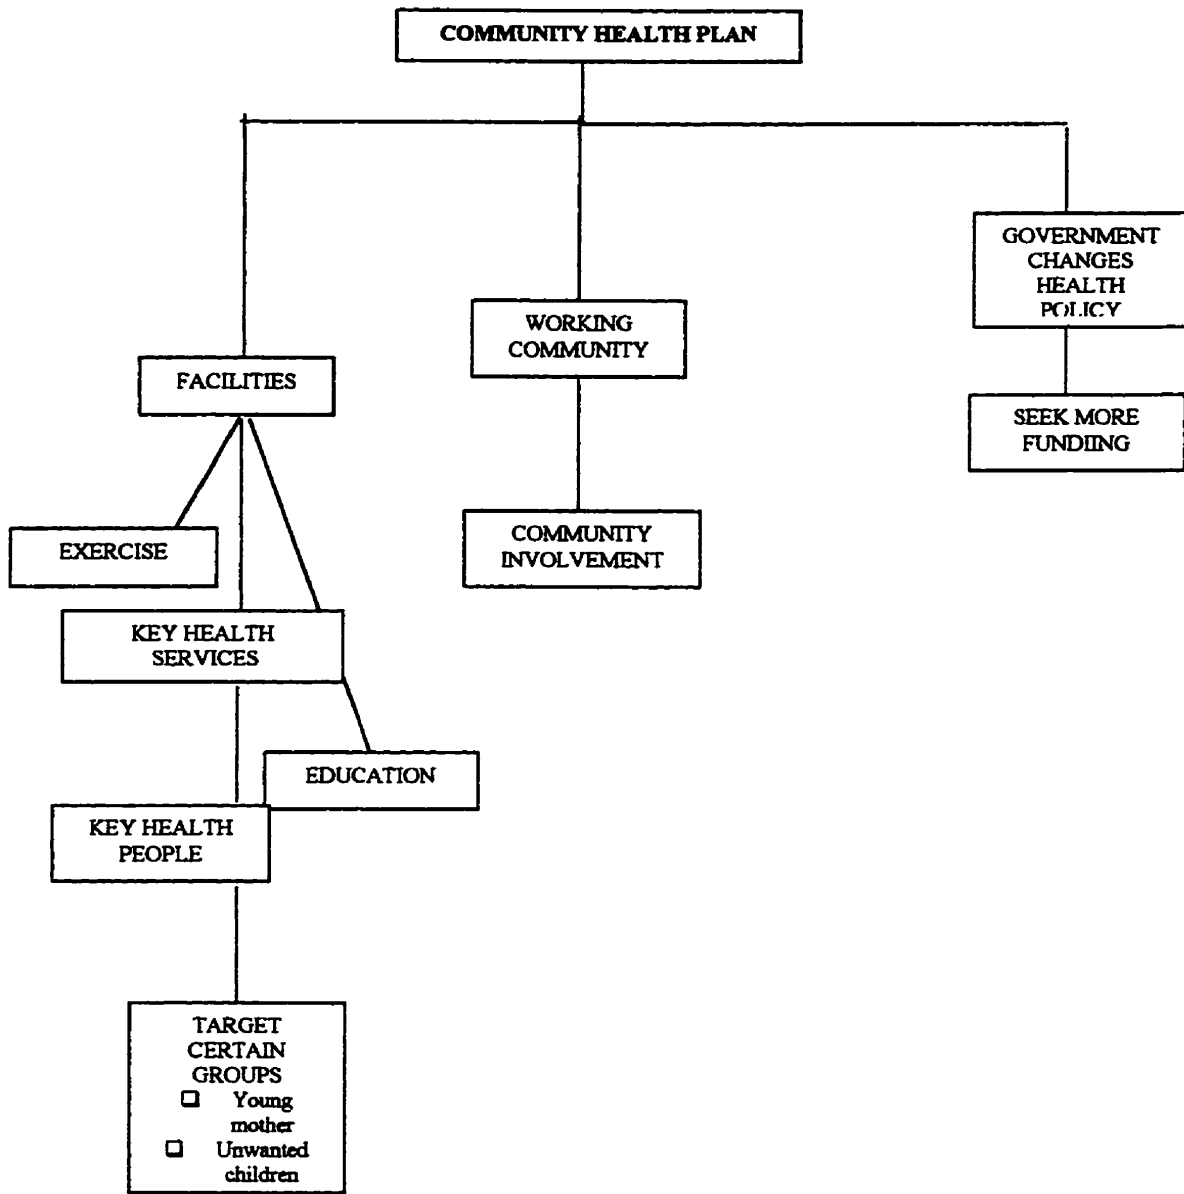 COMMUNITY HEALTH PLAN
GOVERNMENT
CHANGES
HEALTH
POLICY
WORKING
COMMUNITY
FACILITIES
SEEK MORE
FUNDIING
EXERCISE
COMMUNITY
INVOLVEMENT
KEY HEALTH
SERVICES
EDUCATION
KEY HEALTH
PEOPLE
TARGET
CERTAIN
GROUPS
❏ Young
mother
❏ Unwanted
children